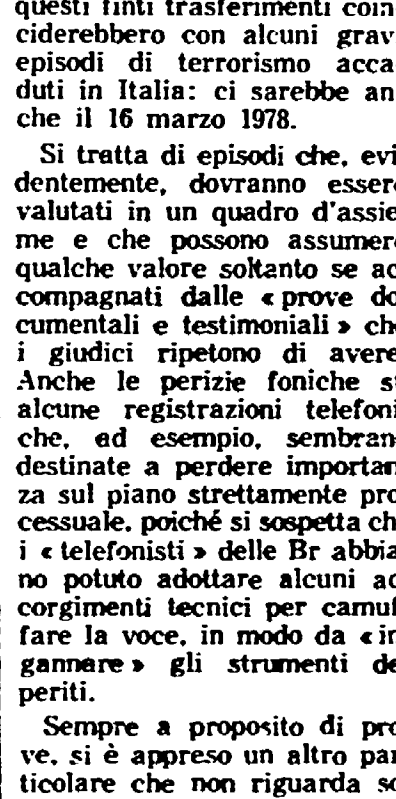 questi finti trasferimenti coin
ciderebbero con alcuni grav
episodi di terrorismo acca
duti in Italia: ci sarebbe an
che il 16 marzo 1978.
Si tratta di episodi che, evi
dentemente, dovranno esser
valutati in un quadro d'assie
me e che possono assumer
qualche valore soltanto se ac
compagnati dalle « prove do
cumentali e testimoniali » ch
i giudici ripetono di avere
Anche le perizie foniche s
alcune registrazioni telefoni
che, ad esempio, sembran
destinate a perdere importan
za sul piano strettamente pro
cessuale, poiché si sospetta ch
i « telefonisti » delle Br abbia
no potuto adottare alcuni ac
corgimenti tecnici per camuf
fare la voce, in modo da « in
gannare » gli strumenti de
periti.
Sempre a proposito di pro
ve, si è appreso un altro par
ticolare che non riguarda so